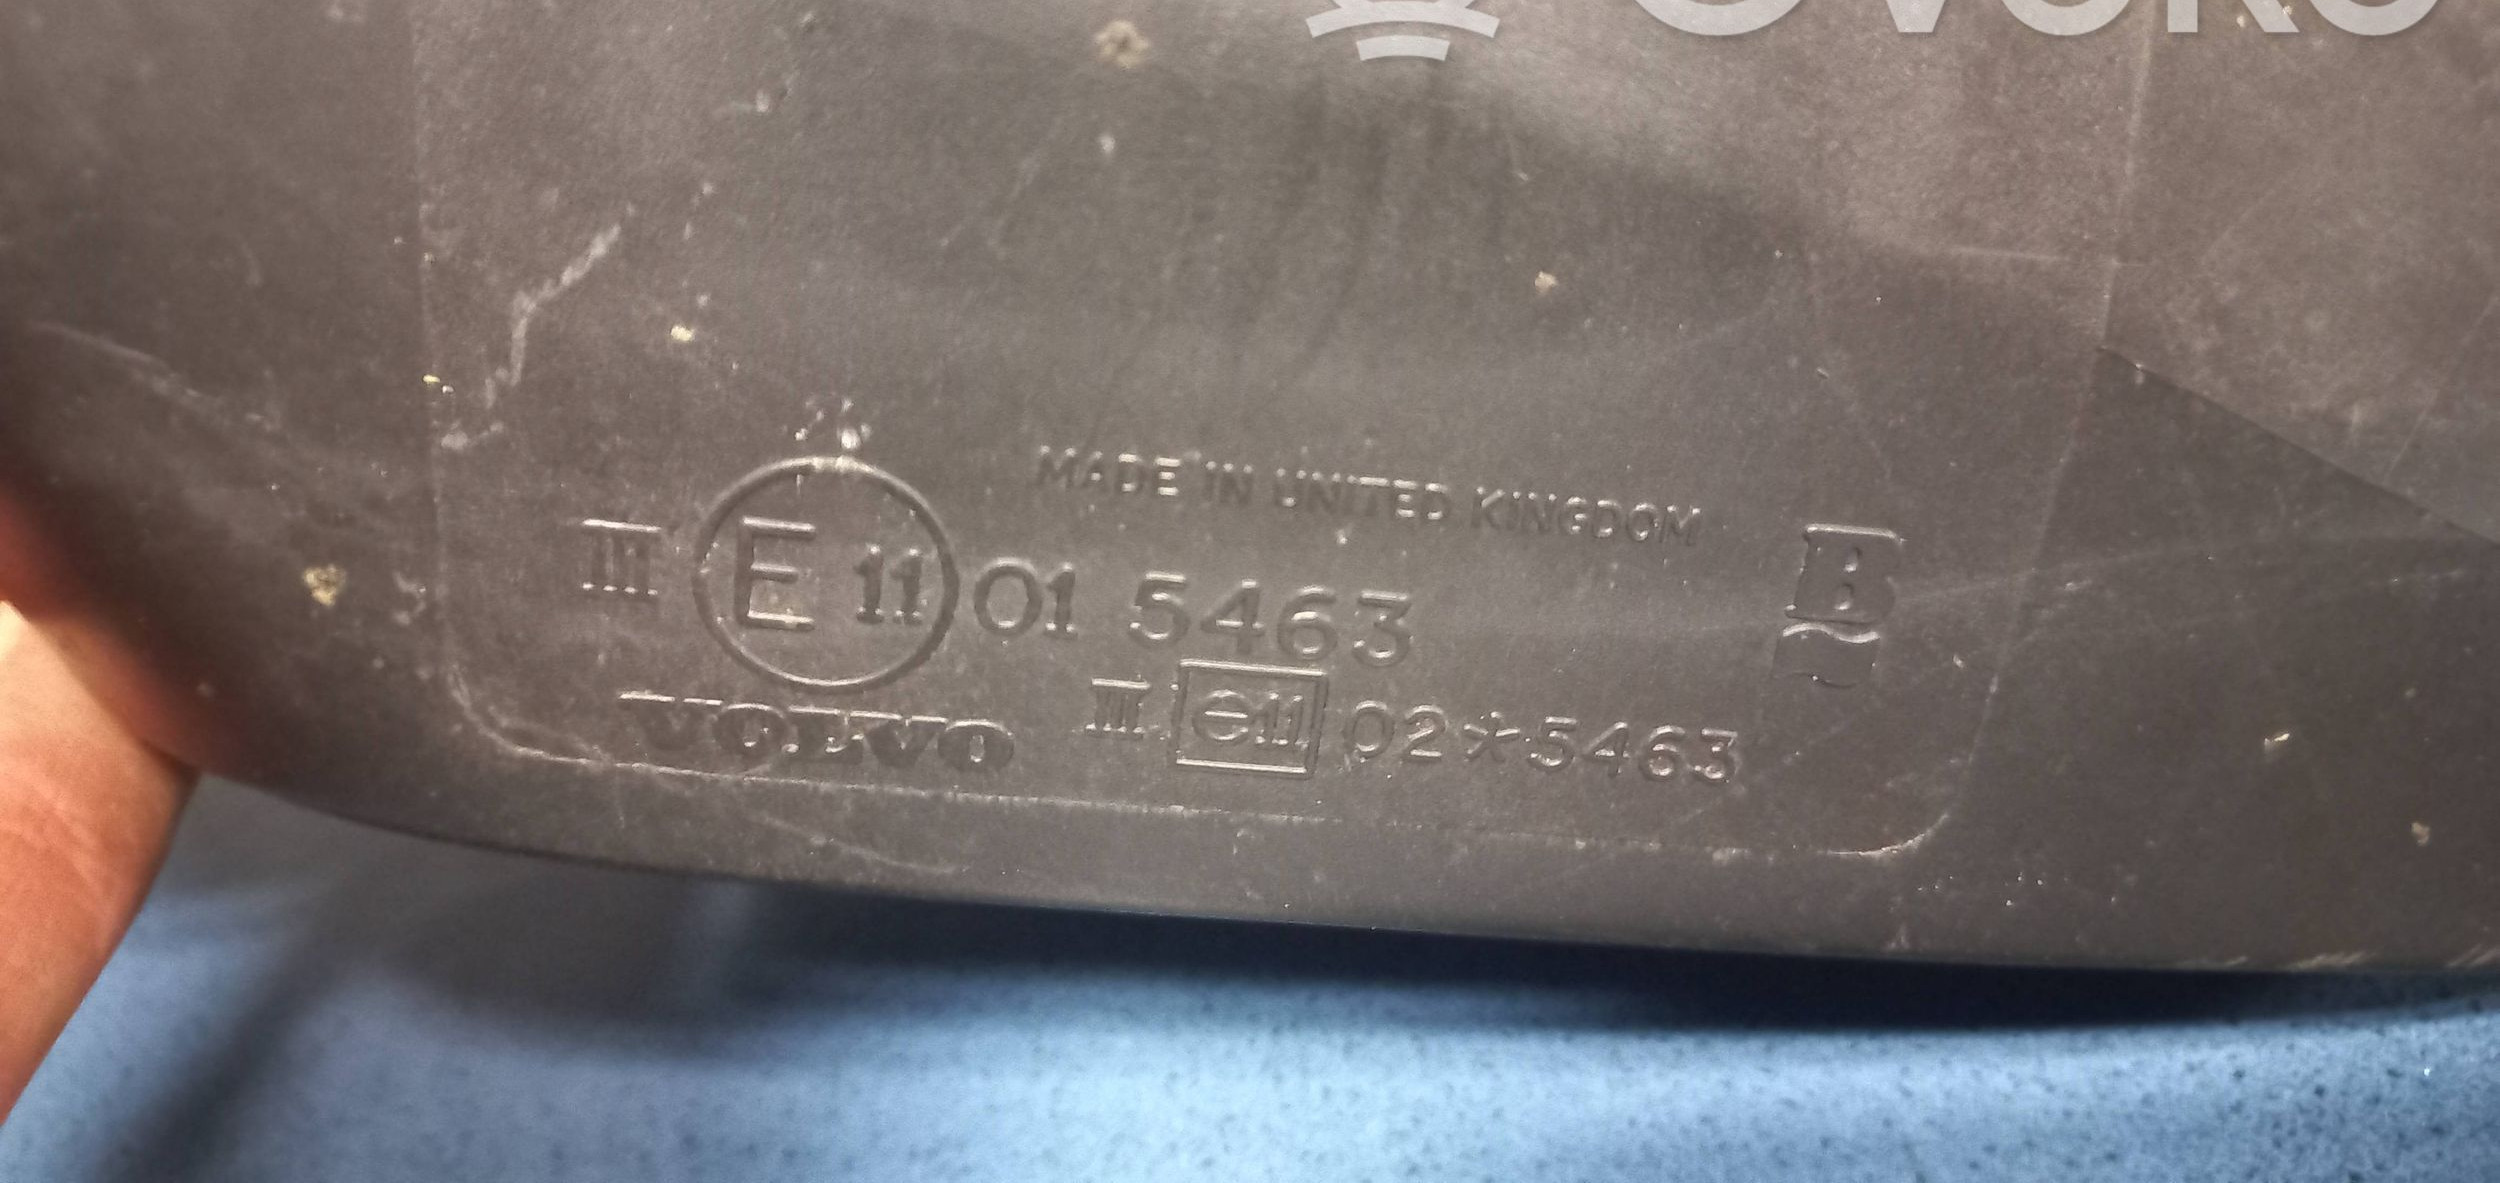 MADE IN UNITED KINGDOM
III E 11 01 5463
B
VOLVO III e11 02*5463